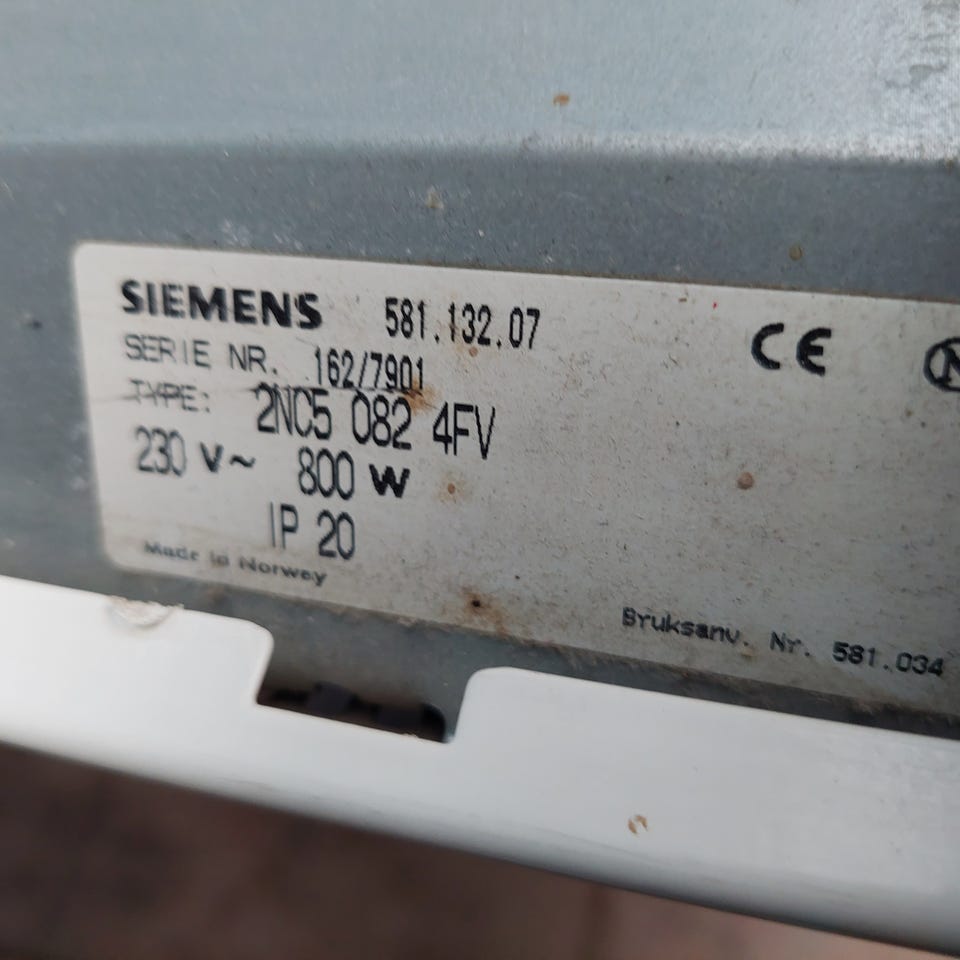 SIEMENS 581.132.07
SERIE NR. 162/7901
TYPE: 2NC5 082 4FV
230 V~ 800 W
IP 20
Made in Norway
CE
Bruksanv. Nr. 581.034